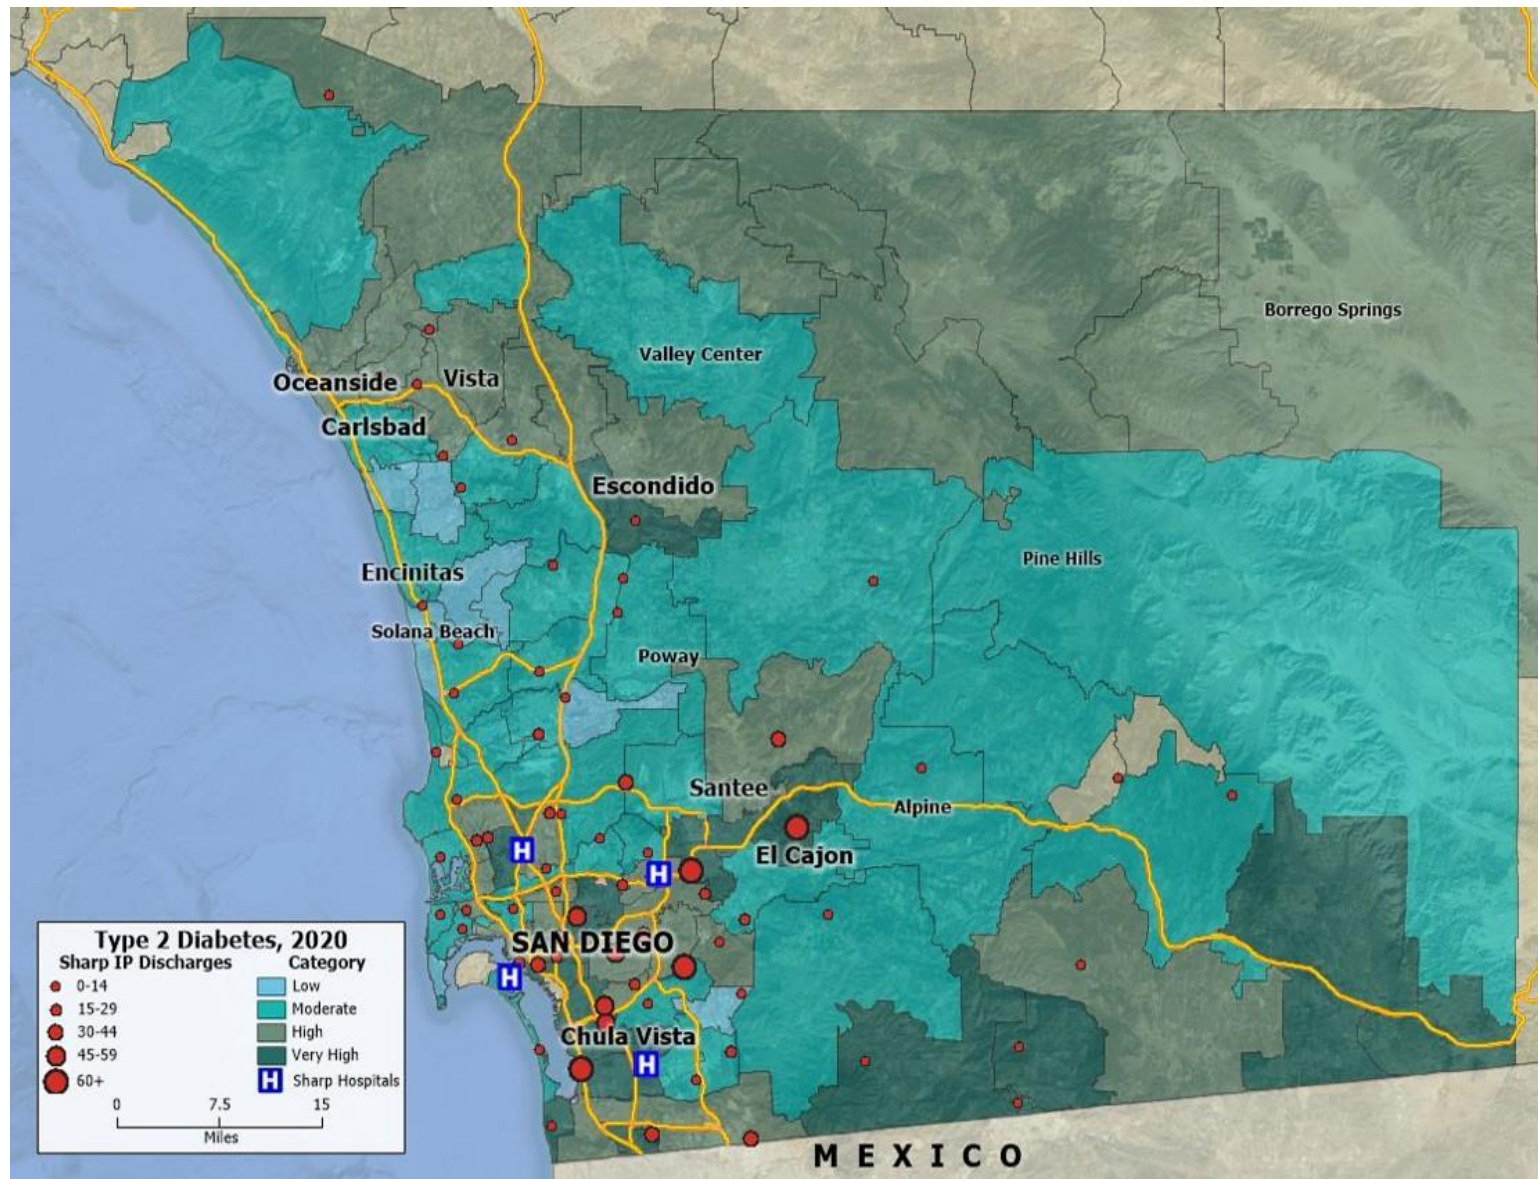 Borrego Springs
Valley Center
Oceanside
Vista
Carlsbad
Escondido
Pine Hills
Encinitas
Solana Beach
Poway
Santee
Alpine
El Cajon
H
H
SAN DIEGO
H
Chula Vista
H
Type 2 Diabetes, 2020
Sharp IP Discharges
0-14
15-29
30-44
45-59
60+
Category
Low
Moderate
High
Very High
H Sharp Hospitals
0 7.5 15
Miles
MEXICO